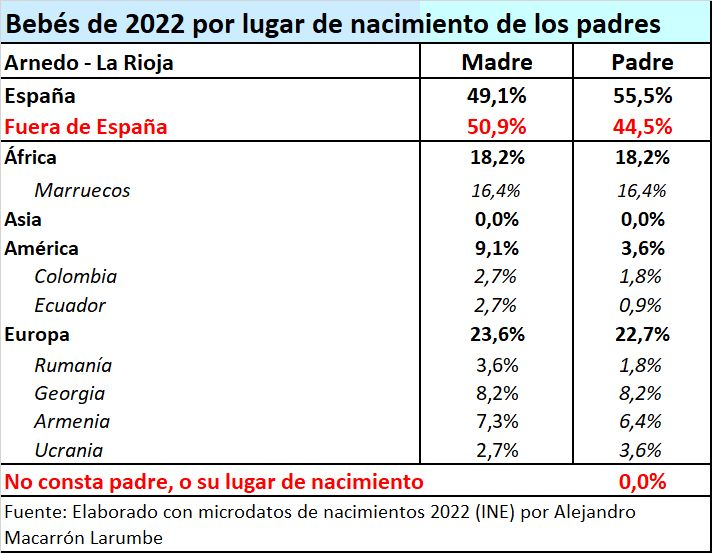 Bebés de 2022 por lugar de nacimiento de los padres
Arnedo - La Rioja Madre Padre
España 49,1% 55,5%
Fuera de España 50,9% 44,5%
África 18,2% 18,2%
Marruecos 16,4% 16,4%
Asia 0,0% 0,0%
América 9,1% 3,6%
Colombia 2,7% 1,8%
Ecuador 2,7% 0,9%
Europa 23,6% 22,7%
Rumanía 3,6% 1,8%
Georgia 8,2% 8,2%
Armenia 7,3% 6,4%
Ucrania 2,7% 3,6%
No consta padre, o su lugar de nacimiento 0,0%
Fuente: Elaborado con microdatos de nacimientos 2022 (INE) por Alejandro
Macarrón Larumbe